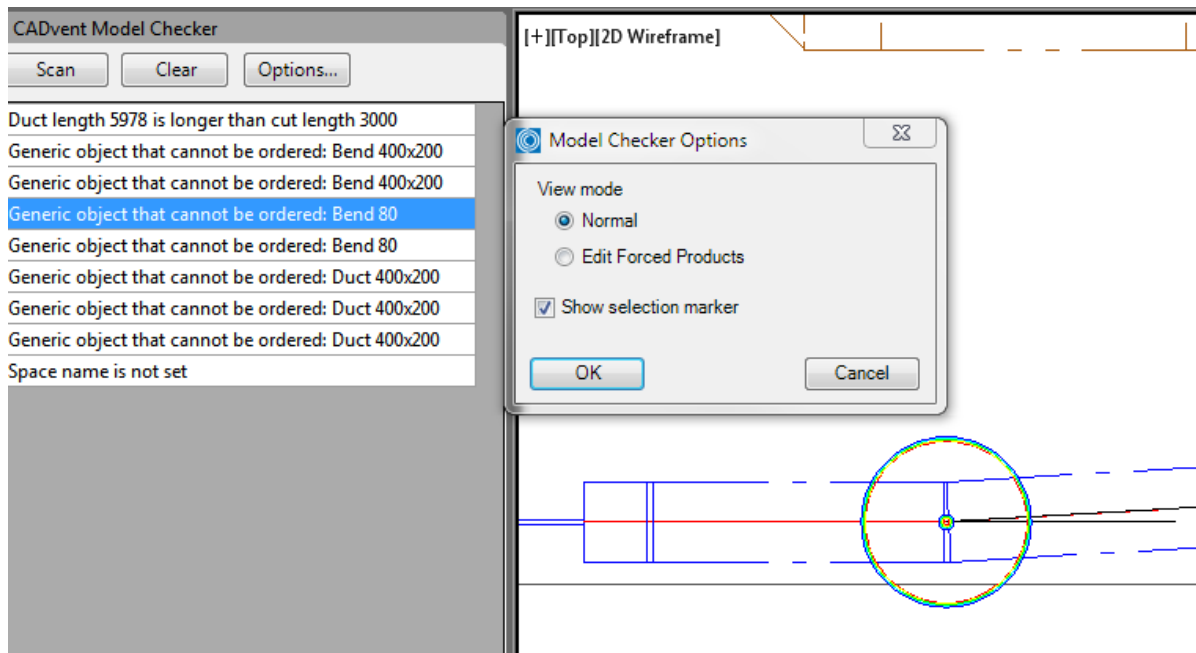 CADvent Model Checker
Scan
Clear
Options...
Duct length 5978 is longer than cut length 3000
Generic object that cannot be ordered: Bend 400x200
Generic object that cannot be ordered: Bend 400x200
Generic object that cannot be ordered: Bend 80
Generic object that cannot be ordered: Bend 80
Generic object that cannot be ordered: Duct 400x200
Generic object that cannot be ordered: Duct 400x200
Generic object that cannot be ordered: Duct 400x200
Space name is not set
[+][Top][2D Wireframe]
Model Checker Options
View mode
Normal
Edit Forced Products
Show selection marker
OK
Cancel